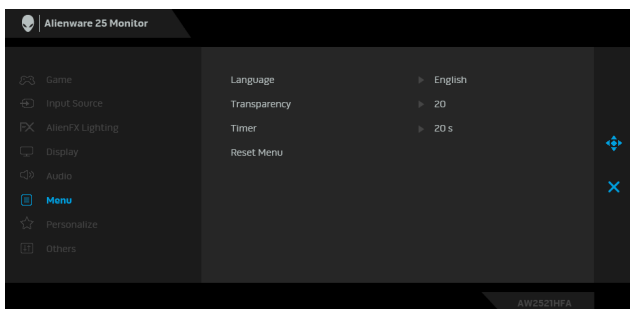 Alienware 25 Monitor
Game
Input Source
AlienFX Lighting
Display
Audio
Menu
Personalize
Others
Language English
Transparency 20
Timer 20 s
Reset Menu
AW2521HFA